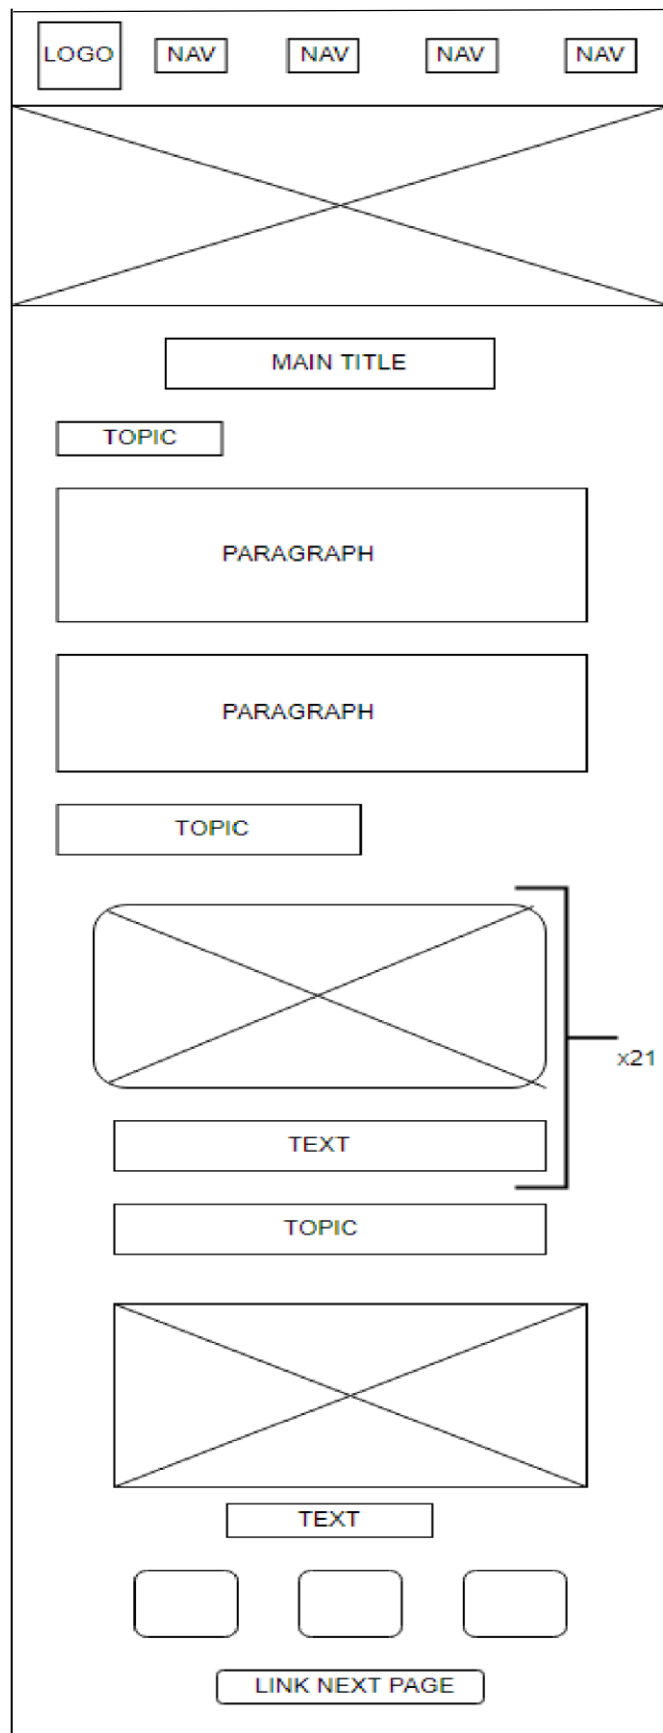 LOGO NAV NAV NAV NAV
MAIN TITLE
TOPIC
PARAGRAPH
PARAGRAPH
TOPIC
x21
TEXT
TOPIC
TEXT
LINK NEXT PAGE